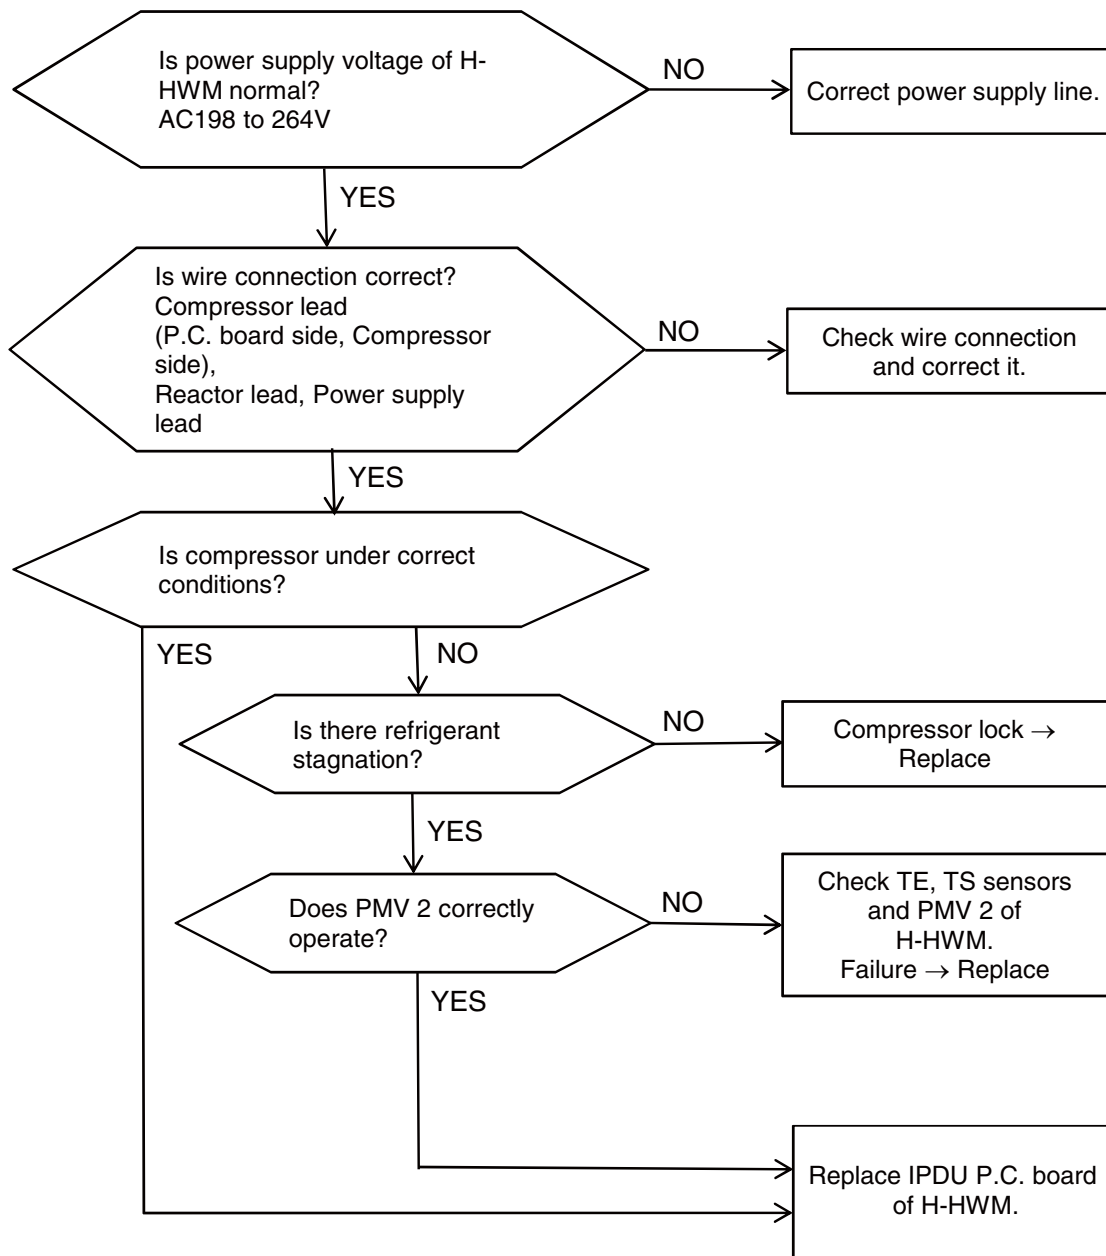 Is power supply voltage of H-
HWM normal?
AC198 to 264V
NO
Correct power supply line.
YES
Is wire connection correct?
Compressor lead
(P.C. board side, Compressor
side),
Reactor lead, Power supply
lead
NO
Check wire connection
and correct it.
YES
Is compressor under correct
conditions?
YES
NO
Is there refrigerant
stagnation?
NO
Compressor lock →
Replace
YES
Does PMV 2 correctly
operate?
NO
Check TE, TS sensors
and PMV 2 of
H-HWM.
Failure → Replace
YES
Replace IPDU P.C. board
of H-HWM.